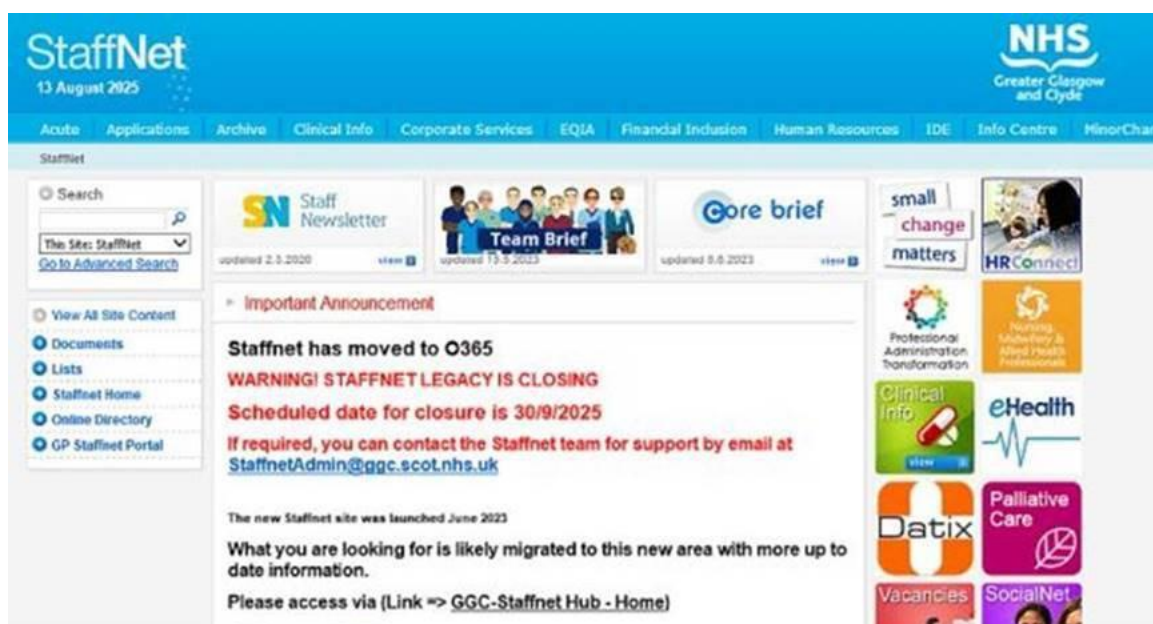 StaffNet
13 August 2025
NHS
Greater Glasgow
and Clyde
Acute Applications Archive Clinical Info Corporate Services EQIA Financial Inclusion Human Resources IDE Info Centre MinorChar
StaffNet
Search
This Site: StaffNet
Go to Advanced Search
View All Site Content
Documents
Lists
Staffnet Home
Online Directory
GP Staffnet Portal
SN Staff
Newsletter
updated 2.3.2020 view
Team Brief
updated 13.5.2023
core brief
updated 8.8.2023 view
Important Announcement
Staffnet has moved to O365
WARNING! STAFFNET LEGACY IS CLOSING
Scheduled date for closure is 30/9/2025
If required, you can contact the Staffnet team for support by email at
StaffnetAdmin@ggc.scot.nhs.uk
The new Staffnet site was launched June 2023
What you are looking for is likely migrated to this new area with more up to
date information.
Please access via (Link => GGC-Staffnet Hub - Home)
small
change
matters
HRConnect
Professional
Administration
Transformation
Nursing,
Midwifery &
Allied Health
Professionals
Clinical
Info
view
eHealth
Datix
Palliative
Care
Vacancies
SocialNet